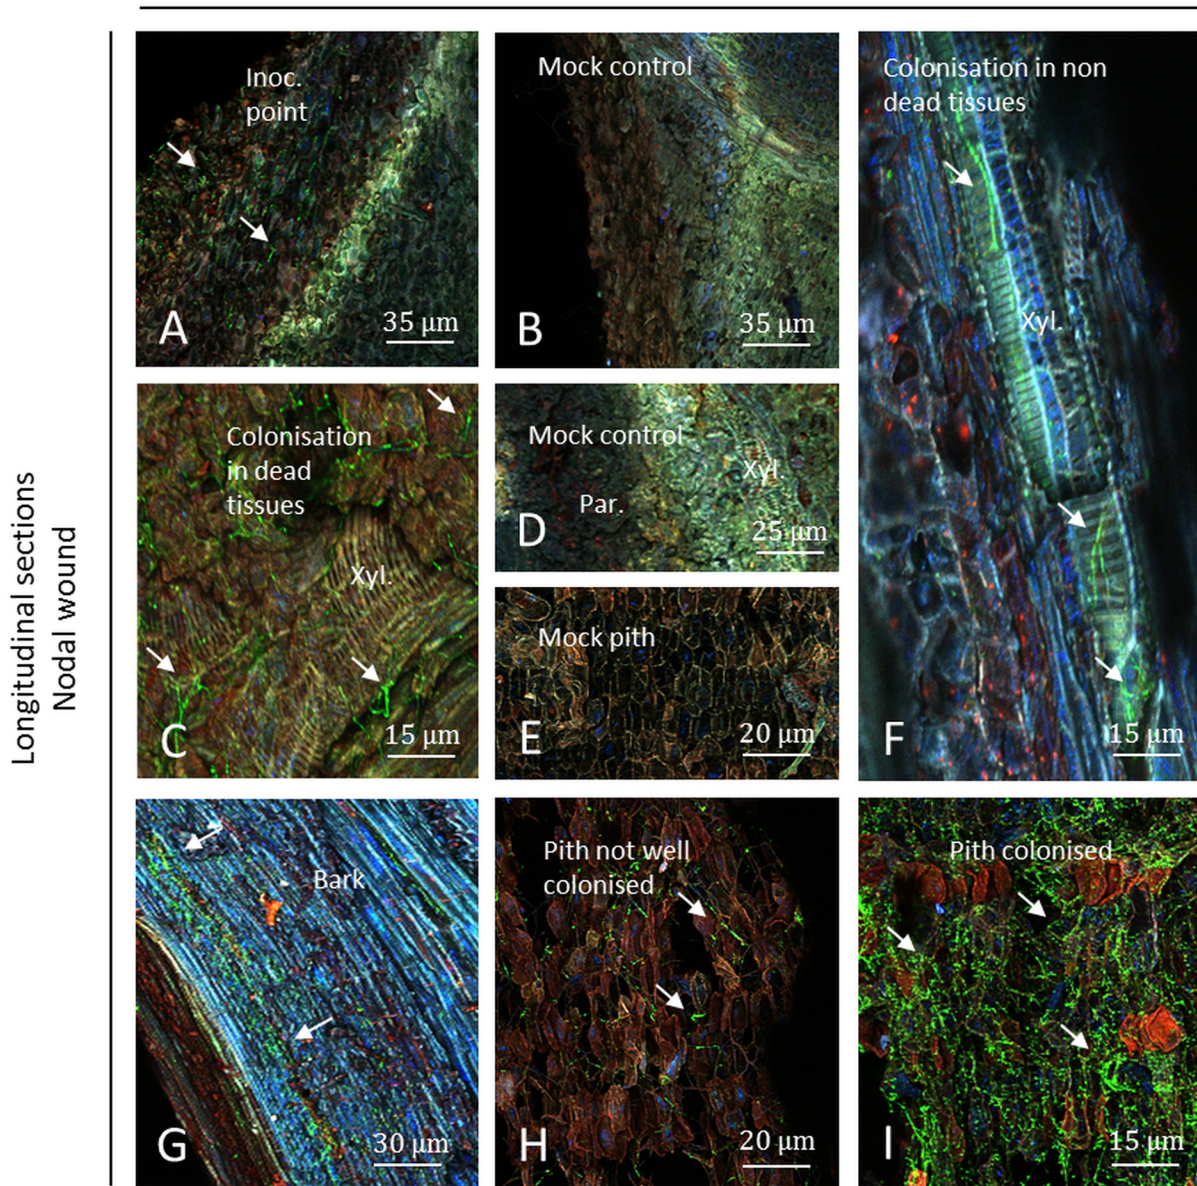 Longitudinal sections
Nodal wound
Inoc.
point
A
35 μm
Mock control
B
35 μm
Colonisation in non
dead tissues
Xyl.
F
15 μm
Colonisation
in dead
tissues
Xyl.
C
15 μm
Mock control
Par.
Xyl.
D
25 μm
Mock pith
E
20 μm
Bark
G
30 μm
Pith not well
colonised
H
20 μm
Pith colonised
I
15 μm